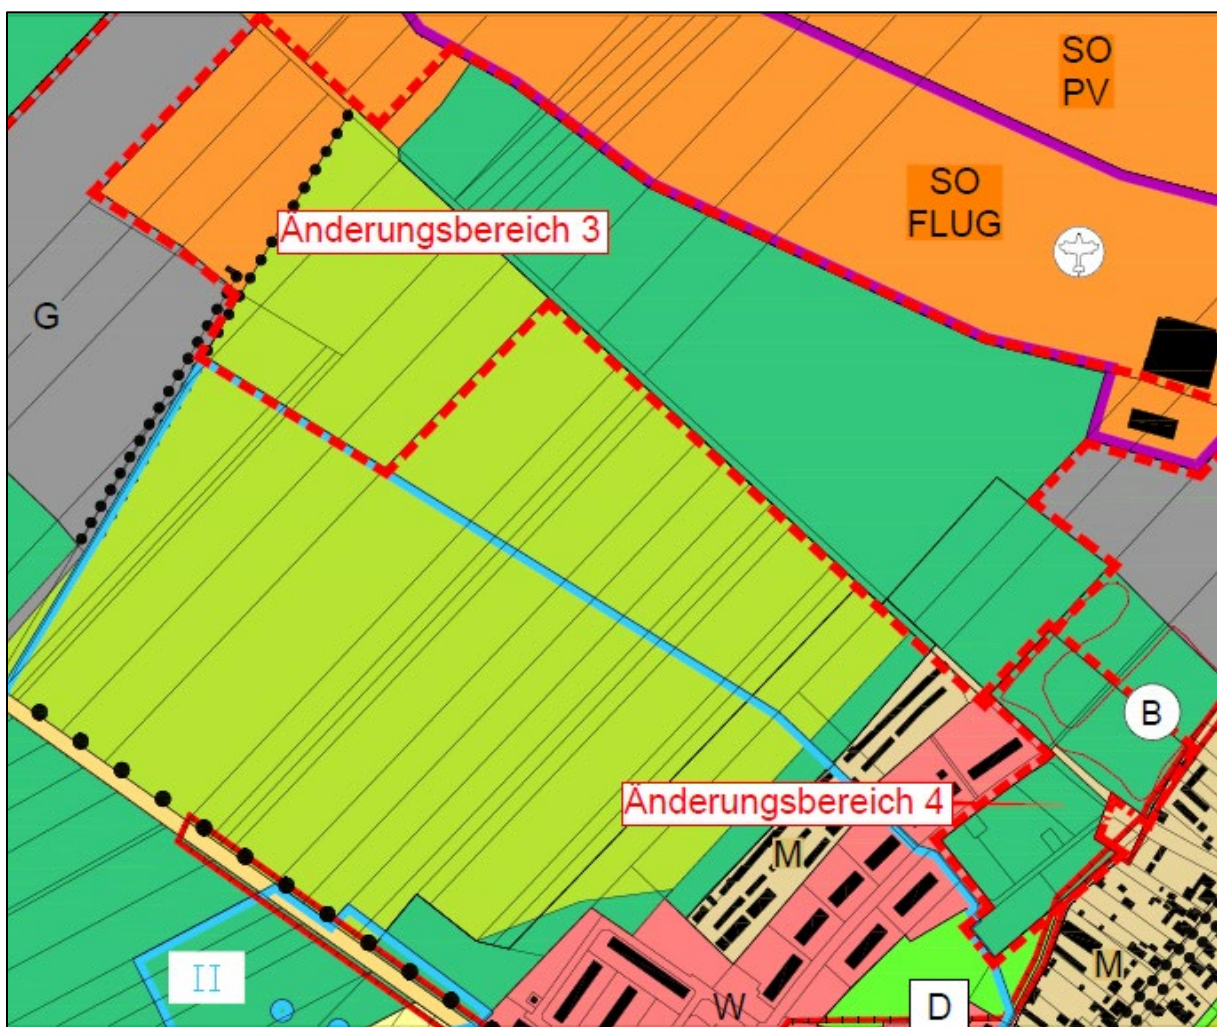 SO
PV
SO
FLUG
Änderungsbereich 3
G
B
Änderungsbereich 4
M
M
II
W
D